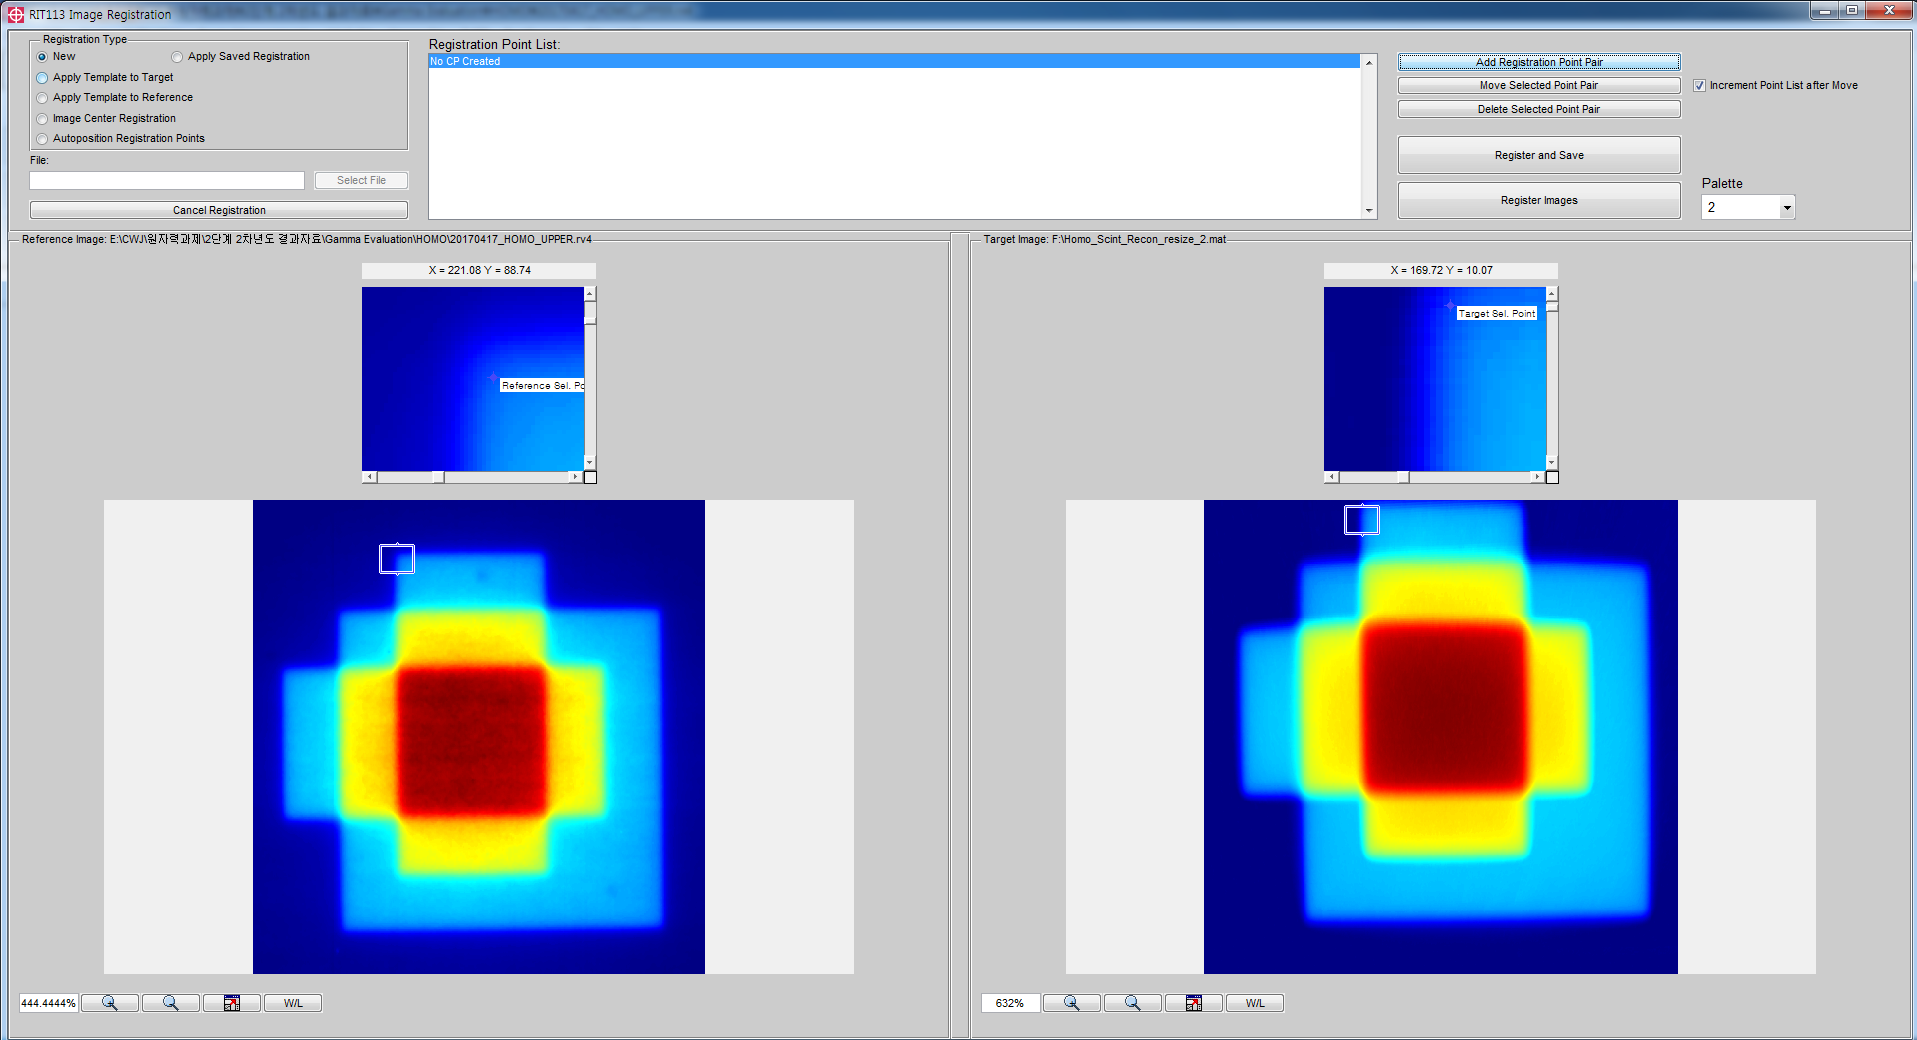 RIT113 Image Registration
Registration Type
New
Apply Saved Registration
Apply Template to Target
Apply Template to Reference
Image Center Registration
Autoposition Registration Points
File:
Select File
Cancel Registration
Registration Point List:
No CP Created
Add Registration Point Pair
Move Selected Point Pair
Increment Point List after Move
Delete Selected Point Pair
Register and Save
Register Images
Palette
2
Reference Image: E:\CWJ\원자력과제\2단계 2차년도 결과자료\Gamma Evaluation\HOMO\20170417_HOMO_UPPER.rv4
X = 221.08 Y = 88.74
Reference Sel. Po
444.4444%
W/L
Target Image: F:\Homo_Scint_Recon_resize_2.mat
X = 169.72 Y = 10.07
Target Sel. Point
632%
W/L